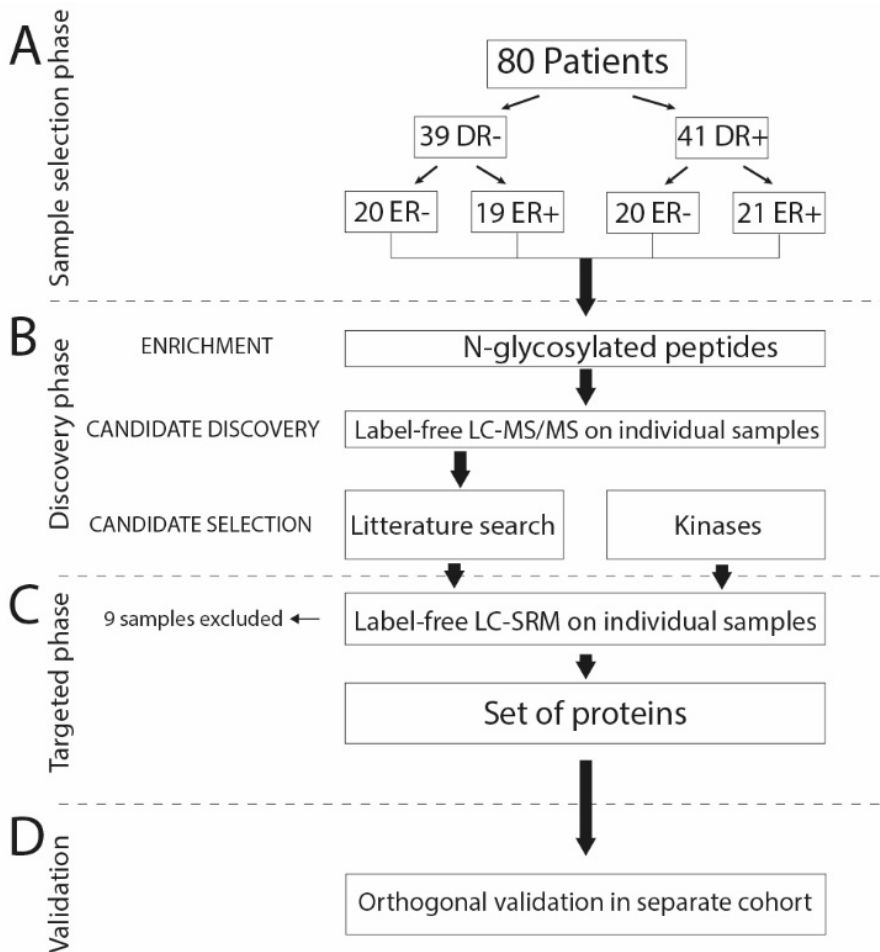 A
Sample selection phase
80 Patients
39 DR-
41 DR+
20 ER-
19 ER+
20 ER-
21 ER+
B
Discovery phase
ENRICHMENT
N-glycosylated peptides
CANDIDATE DISCOVERY
Label-free LC-MS/MS on individual samples
CANDIDATE SELECTION
Litterature search
Kinases
C
Targeted phase
9 samples excluded
Label-free LC-SRM on individual samples
Set of proteins
D
Validation
Orthogonal validation in separate cohort